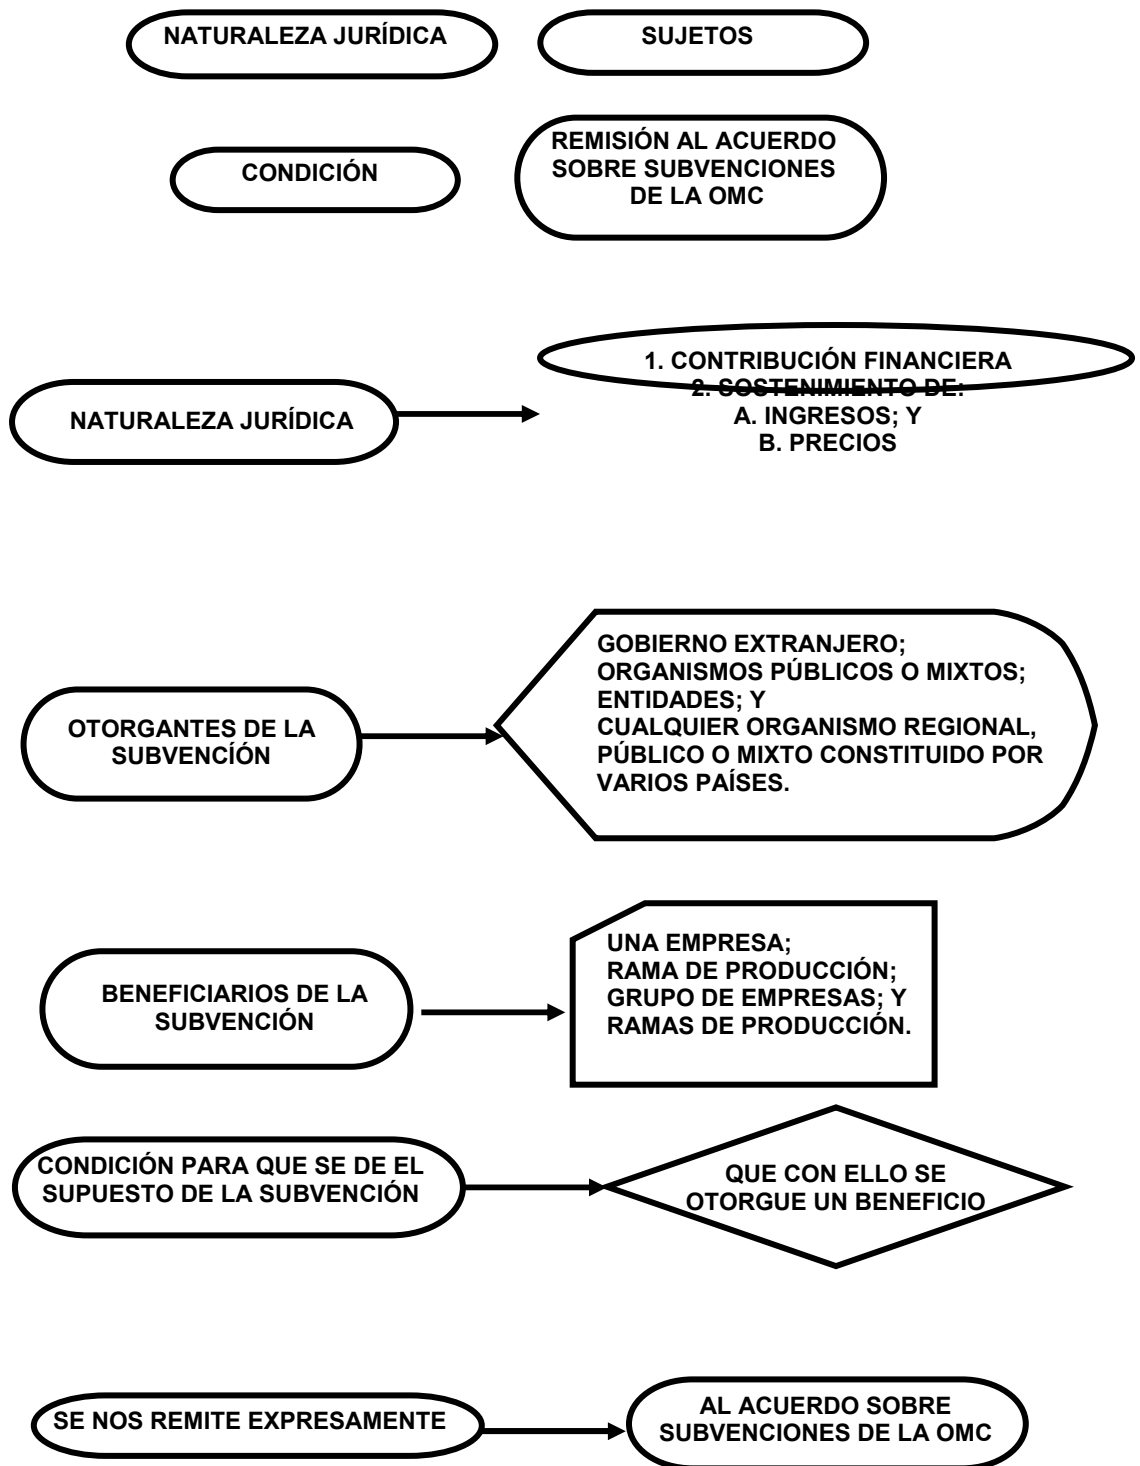 NATURALEZA JURÍDICA
SUJETOS
CONDICIÓN
REMISIÓN AL ACUERDO
SOBRE SUBVENCIONES
DE LA OMC
NATURALEZA JURÍDICA
1. CONTRIBUCIÓN FINANCIERA
2. SOSTENIMIENTO DE:
A. INGRESOS; Y
B. PRECIOS
OTORGANTES DE LA
SUBVENCÍÓN
GOBIERNO EXTRANJERO;
ORGANISMOS PÚBLICOS O MIXTOS;
ENTIDADES; Y
CUALQUIER ORGANISMO REGIONAL,
PÚBLICO O MIXTO CONSTITUIDO POR
VARIOS PAÍSES.
BENEFICIARIOS DE LA
SUBVENCIÓN
UNA EMPRESA;
RAMA DE PRODUCCIÓN;
GRUPO DE EMPRESAS; Y
RAMAS DE PRODUCCIÓN.
CONDICIÓN PARA QUE SE DE EL
SUPUESTO DE LA SUBVENCIÓN
QUE CON ELLO SE
OTORGUE UN BENEFICIO
SE NOS REMITE EXPRESAMENTE
AL ACUERDO SOBRE
SUBVENCIONES DE LA OMC